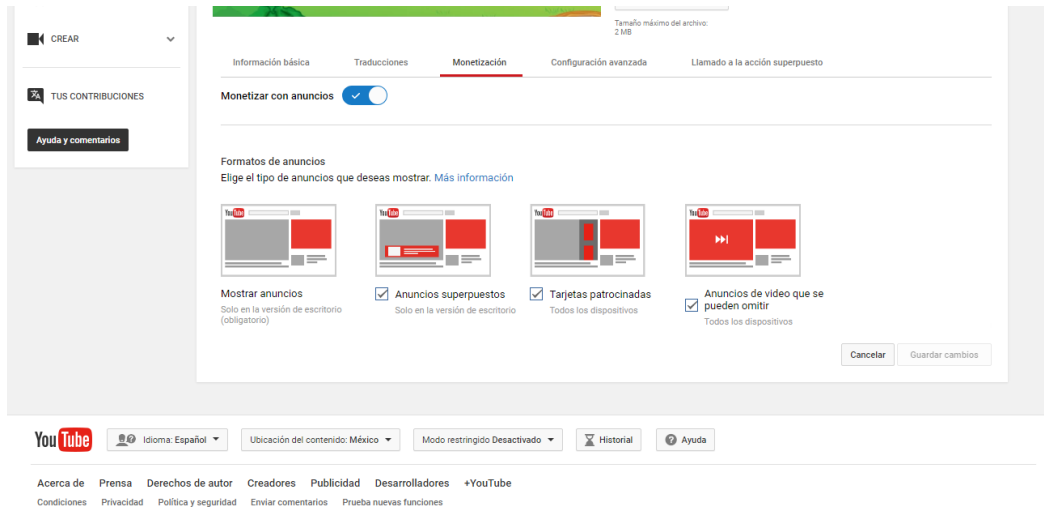 Tamaño máximo del archivo:
2 MB
CREAR
Información básica Traducciones Monetización Configuración avanzada Llamado a la acción superpuesto
TUS CONTRIBUCIONES
Monetizar con anuncios
Ayuda y comentarios
Formatos de anuncios
Elige el tipo de anuncios que deseas mostrar. Más información
YouTube YouTube YouTube YouTube
Mostrar anuncios
Solo en la versión de escritorio
(obligatorio)
Anuncios superpuestos
Solo en la versión de escritorio
Tarjetas patrocinadas
Todos los dispositivos
Anuncios de video que se
pueden omitir
Todos los dispositivos
Cancelar Guardar cambios
YouTube Idioma: Español Ubicación del contenido: México Modo restringido Desactivado Historial Ayuda
Acerca de Prensa Derechos de autor Creadores Publicidad Desarrolladores +YouTube
Condiciones Privacidad Política y seguridad Enviar comentarios Prueba nuevas funciones